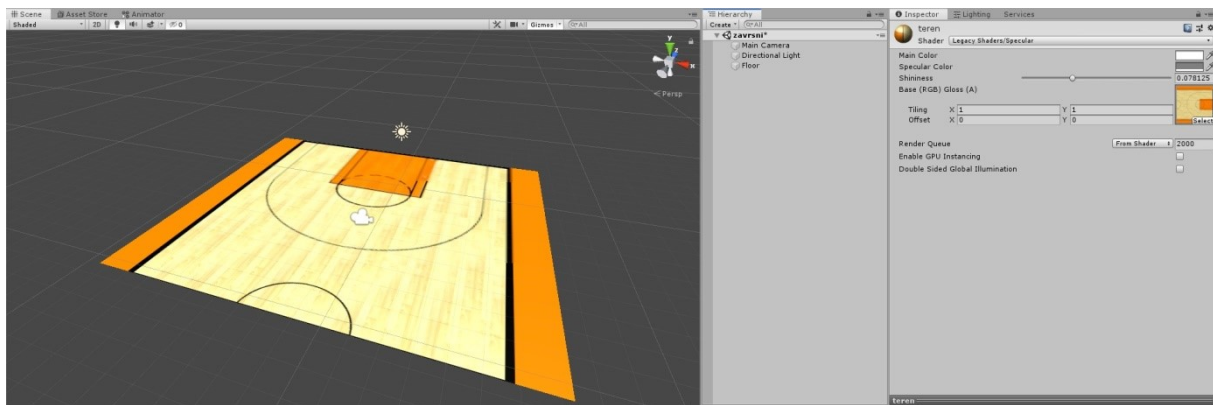 Scene Asset Store Animator
Shaded 2D 0 Gizmos All
y
z
x
Persp
Hierarchy
Create All
zavrsni*
Main Camera
Directional Light
Floor
Inspector Lighting Services
teren
Shader Legacy Shaders/Specular
Main Color
Specular Color
Shininess 0.078125
Base (RGB) Gloss (A)
Tiling X 1 Y 1
Offset X 0 Y 0
Select
Render Queue From Shader 2000
Enable GPU Instancing
Double Sided Global Illumination
teren